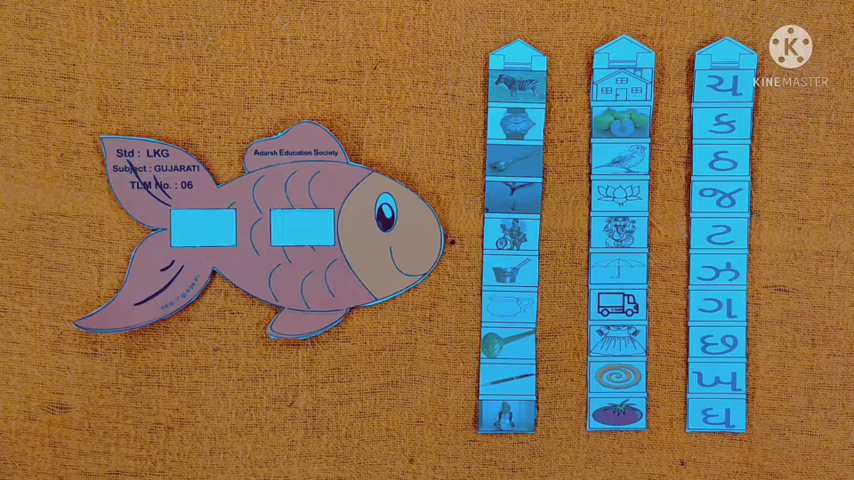 Std : LKG
Subject : GUJARATI
TLM No. : 06
Adarsh Education Society
K
KINEMASTER
ચ
ક
ઠ
જ
ટ
ઝ
ગ
છ
ખ
ઘ